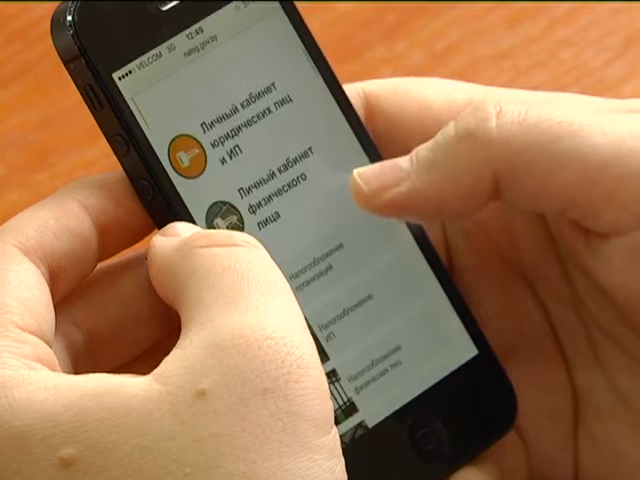 VELCOM 3G 12:49
nalog.gov.by
Личный кабинет
юридических лиц
и ИП
Личный кабинет
физического
лица
Налогообложение
организаций
Налогообложение
ИП
Налогообложение
физических лиц